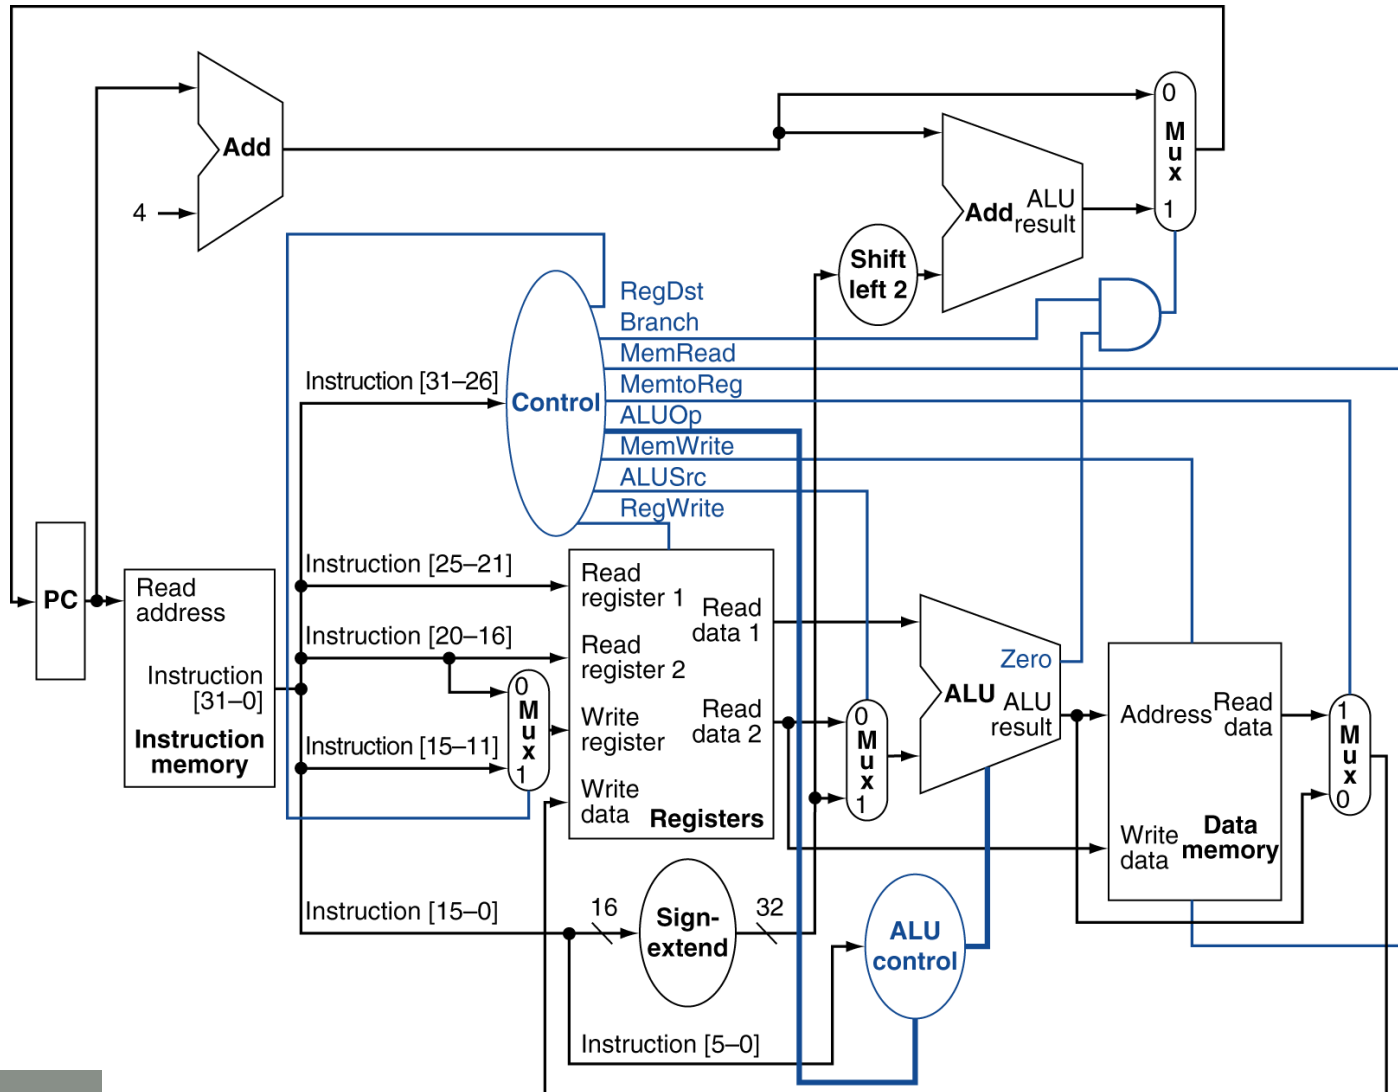 0
M
u
x
1
Add
4
Add
ALU
result
Shift
left 2
RegDst
Branch
MemRead
MemtoReg
ALUOp
MemWrite
ALUSrc
RegWrite
Instruction [31–26]
Control
PC
Read
address
Instruction
[31–0]
Instruction
memory
Instruction [25–21]
Instruction [20–16]
Instruction [15–11]
0
M
u
x
1
Read
register 1
Read
register 2
Write
register
Write
data
Read
data 1
Read
data 2
Registers
0
M
u
x
1
Zero
ALU
ALU
result
Address
Read
data
Write
data
Data
memory
1
M
u
x
0
Instruction [15–0]
16
Sign-
extend
32
ALU
control
Instruction [5–0]